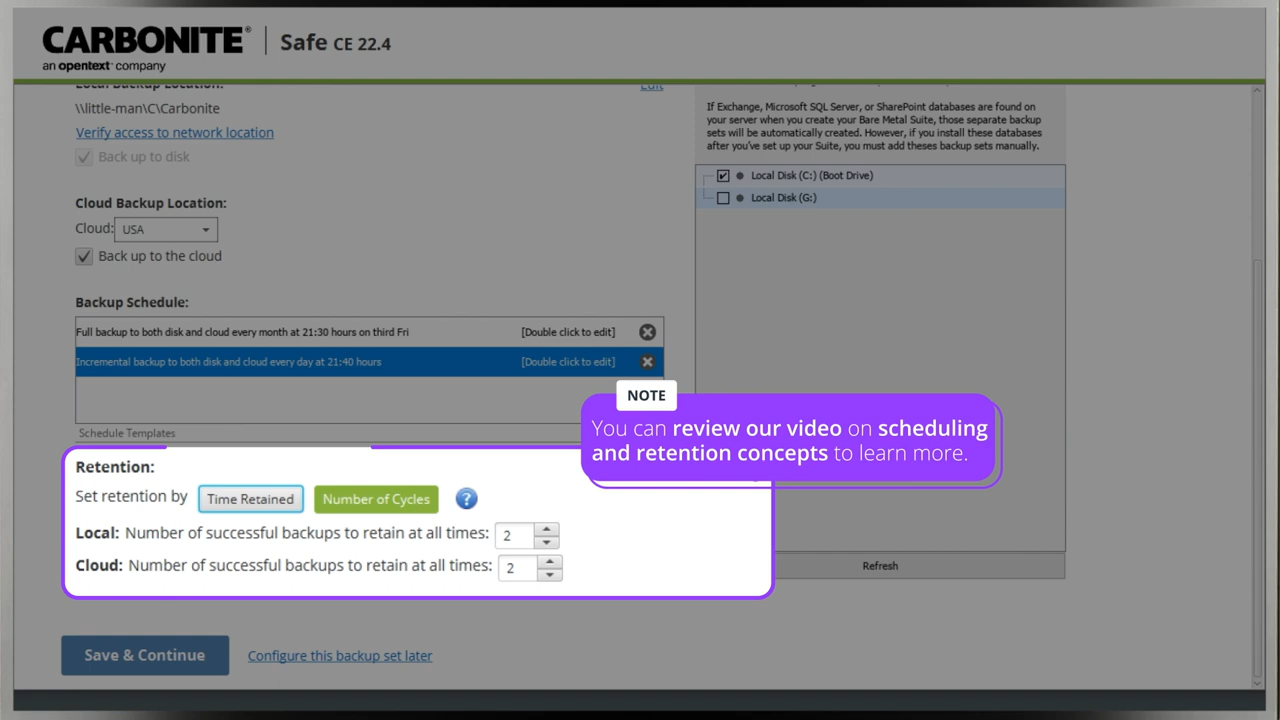 CARBONITE® | Safe CE 22.4
an opentext™ company
Local Backup Location:
Edit
\\little-man\C\Carbonite
Verify access to network location
Back up to disk
Cloud Backup Location:
Cloud: USA
Back up to the cloud
Backup Schedule:
Full backup to both disk and cloud every month at 21:30 hours on third Fri [Double click to edit]
Incremental backup to both disk and cloud every day at 21:40 hours [Double click to edit]
Schedule Templates
Retention:
Set retention by Time Retained Number of Cycles ?
Local: Number of successful backups to retain at all times: 2
Cloud: Number of successful backups to retain at all times: 2
Save & Continue Configure this backup set later
If Exchange, Microsoft SQL Server, or SharePoint databases are found on
your server when you create your Bare Metal Suite, those separate backup
sets will be automatically created. However, if you install these databases
after you've set up your Suite, you must add theses backup sets manually.
Local Disk (C:) (Boot Drive)
Local Disk (G:)
NOTE
You can review our video on scheduling
and retention concepts to learn more.
Refresh